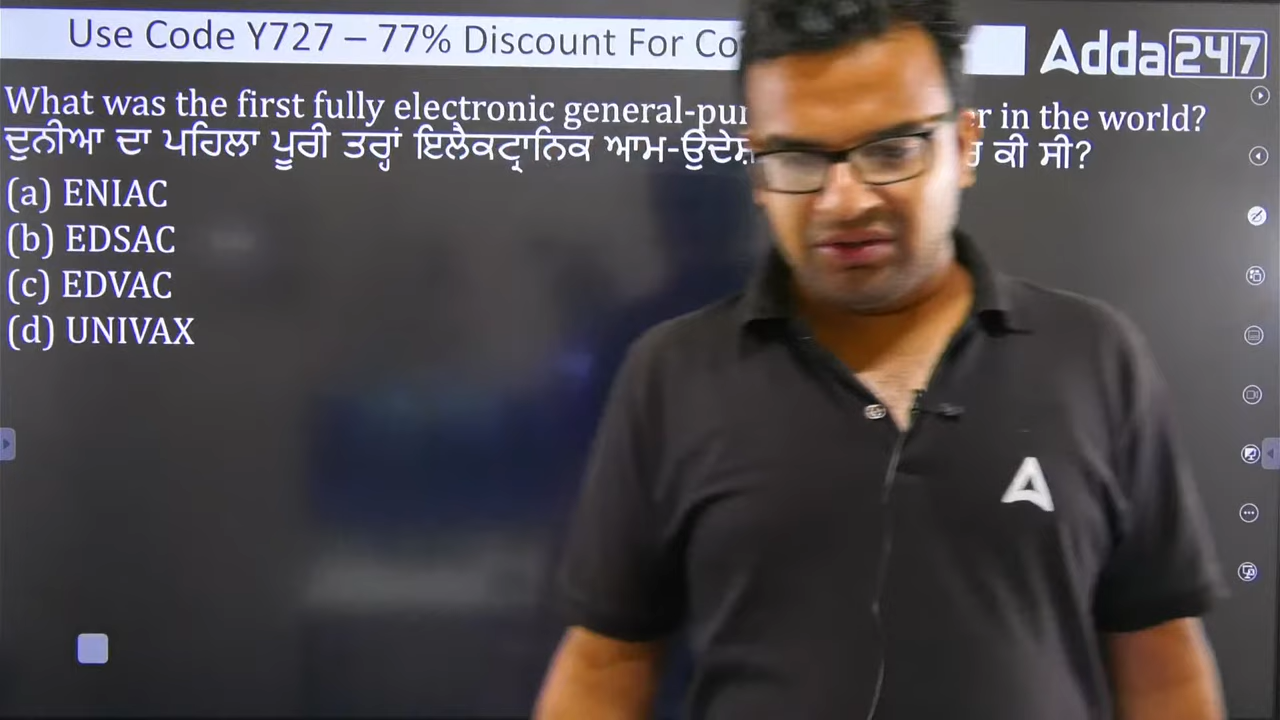 Use Code Y727 – 77% Discount For Co
Adda247
What was the first fully electronic general-pur r in the world?
ਦੁਨੀਆ ਦਾ ਪਹਿਲਾ ਪੂਰੀ ਤਰ੍ਹਾਂ ਇਲੈਕਟ੍ਰਾਨਿਕ ਆਮ-ਉਦੇਸ਼ ਰ ਕੀ ਸੀ?
(a) ENIAC
(b) EDSAC
(c) EDVAC
(d) UNIVAX